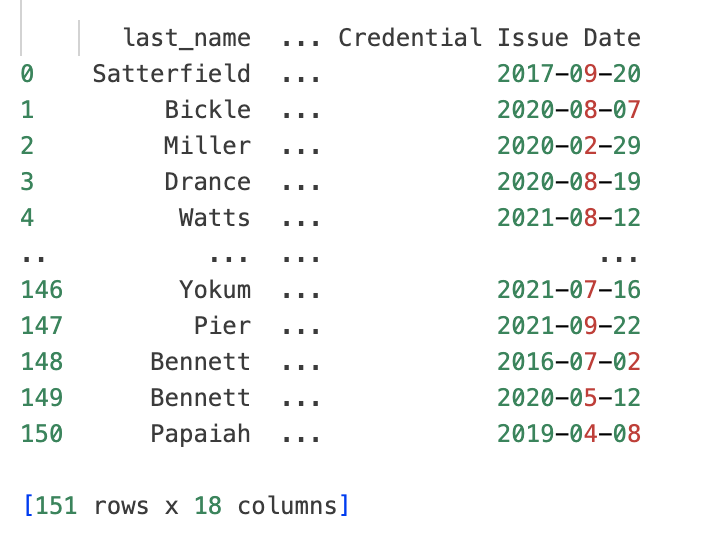 last_name ... Credential Issue Date
0 Satterfield ... 2017-09-20
1 Bickle ... 2020-08-07
2 Miller ... 2020-02-29
3 Drance ... 2020-08-19
4 Watts ... 2021-08-12
.. ... ... ...
146 Yokum ... 2021-07-16
147 Pier ... 2021-09-22
148 Bennett ... 2016-07-02
149 Bennett ... 2020-05-12
150 Papaiah ... 2019-04-08
[151 rows x 18 columns]